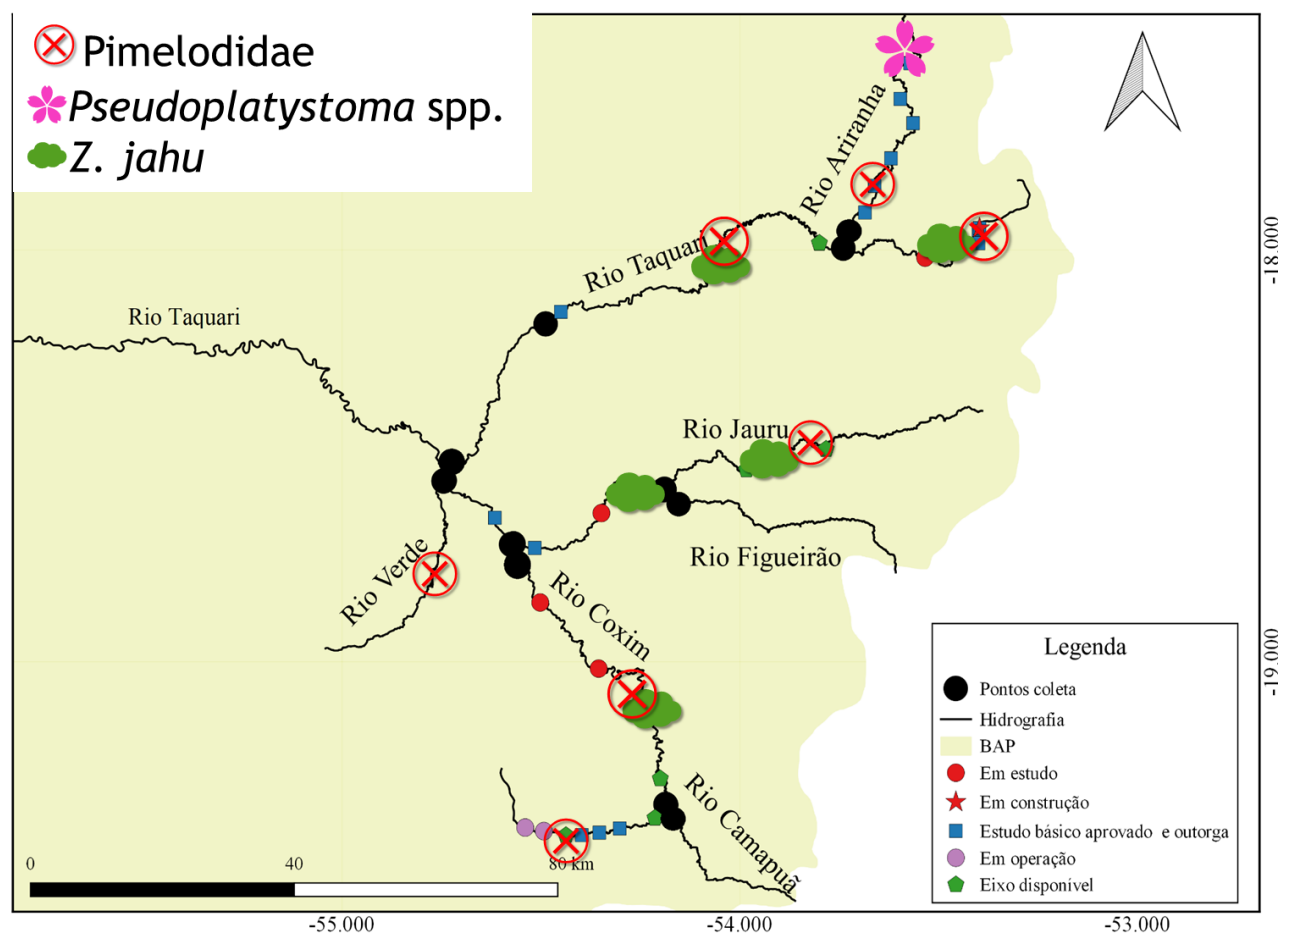 Pimelodidae
Pseudoplatystoma spp.
Z. jahu
Rio Ariranha
Rio Taquari
Rio Taquari
Rio Jauru
Rio Figueirão
Rio Verde
Rio Coxim
Rio Camapuã
-18.000
-19.000
Legenda
Pontos coleta
Hidrografia
BAP
Em estudo
Em construção
Estudo básico aprovado e outorga
Em operação
Eixo disponível
0 40 80 km
-55.000 -54.000 -53.000